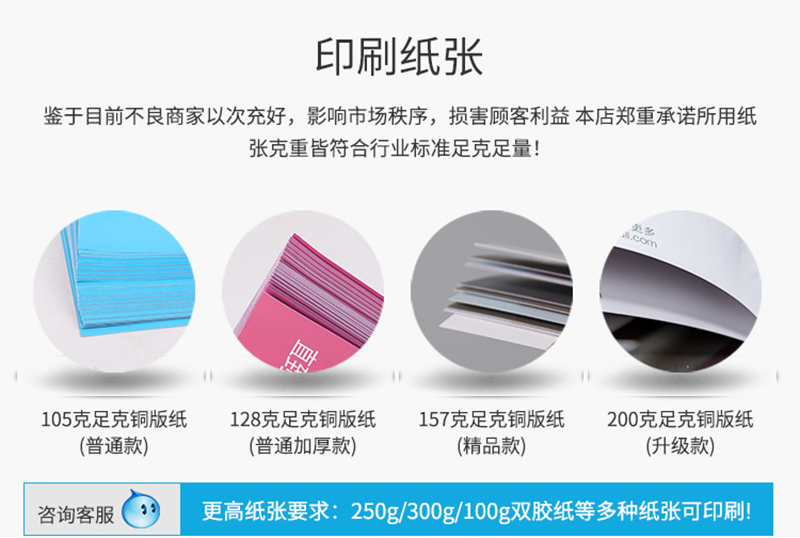 印刷纸张
鉴于目前不良商家以次充好，影响市场秩序，损害顾客利益 本店郑重承诺所用纸
张克重皆符合行业标准足克足量！
更多
ll.com
105克足克铜版纸
(普通款)
128克足克铜版纸
(普通加厚款)
157克足克铜版纸
(精品款)
200克足克铜版纸
(升级款)
咨询客服
更高纸张要求：250g/300g/100g双胶纸等多种纸张可印刷!